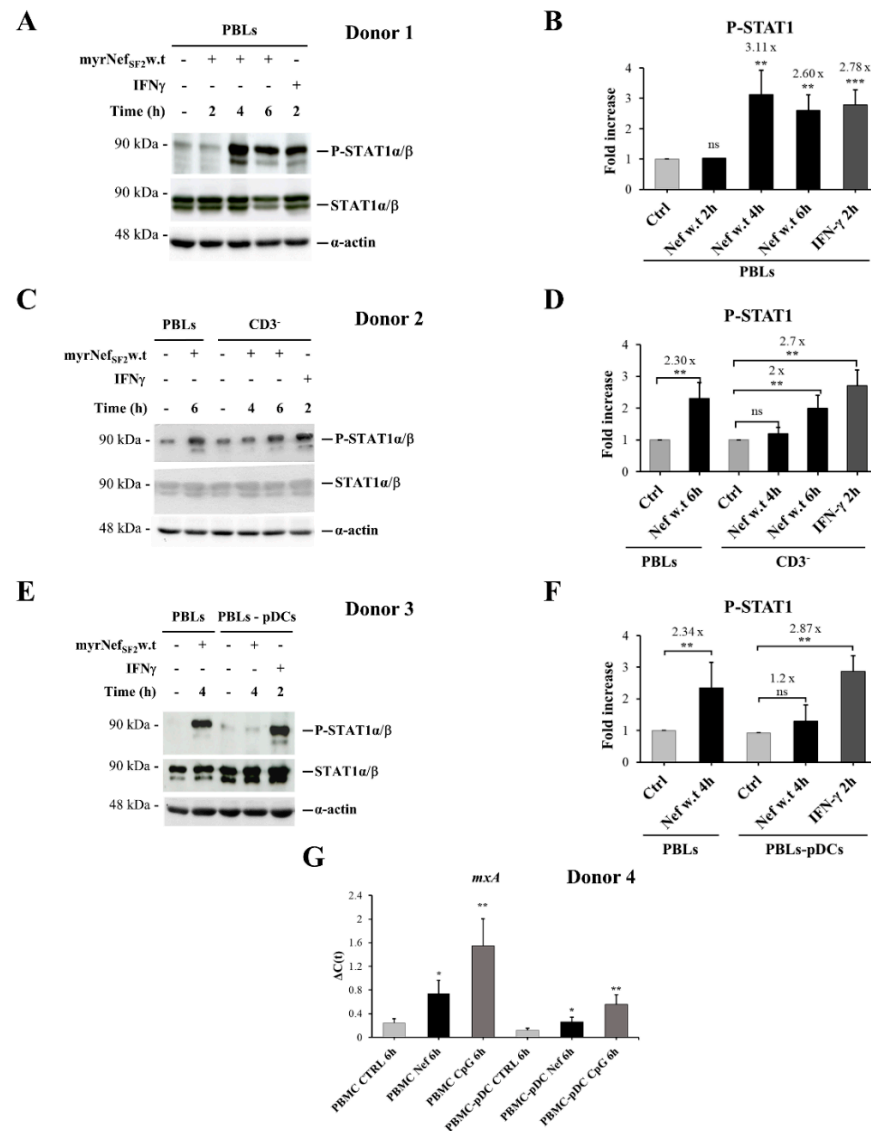 A
PBLs
Donor 1
myrNefSF2w.t - + + + -
IFNγ - - - - +
Time (h) - 2 4 6 2
90 kDa - P-STAT1α/β
90 kDa - STAT1α/β
48 kDa - α-actin
B
P-STAT1
Fold increase
4
3
2
1
0
ns
3.11 x
**
2.60 x
**
2.78 x
***
Ctrl
Nef w.t 2h
Nef w.t 4h
Nef w.t 6h
IFN-γ 2h
PBLs
C
PBLs CD3-
Donor 2
myrNefSF2w.t - + - + + -
IFNγ - - - - - +
Time (h) - 6 - 4 6 2
90 kDa - P-STAT1α/β
90 kDa - STAT1α/β
48 kDa - α-actin
D
P-STAT1
Fold increase
4
3
2
1
0
2.30 x
**
ns
2 x
**
2.7 x
**
Ctrl
Nef w.t 6h
Ctrl
Nef w.t 4h
Nef w.t 6h
IFN-γ 2h
PBLs
CD3-
E
PBLs PBLs - pDCs
Donor 3
myrNefSF2w.t - + - + -
IFNγ - - - - +
Time (h) - 4 - 4 2
90 kDa - P-STAT1α/β
90 kDa - STAT1α/β
48 kDa - α-actin
F
P-STAT1
Fold increase
4
3
2
1
0
2.34 x
**
1.2 x
ns
2.87 x
**
Ctrl
Nef w.t 4h
Ctrl
Nef w.t 4h
IFN-γ 2h
PBLs
PBLs-pDCs
G
mxA
Donor 4
ΔC(t)
2.4
2
1.6
1.2
0.8
0.4
0
*
**
*
**
PBMC CTRL 6h
PBMC Nef 6h
PBMC CpG 6h
PBMC-pDC CTRL 6h
PBMC-pDC Nef 6h
PBMC-pDC CpG 6h